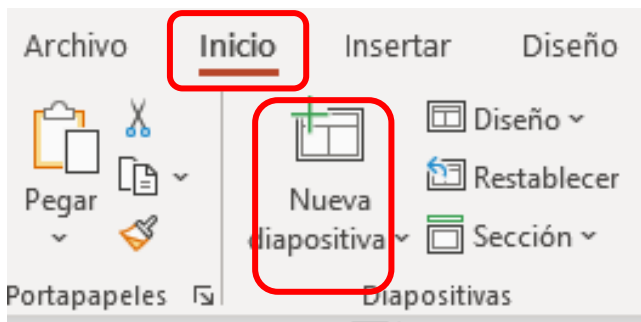 Archivo Inicio Insertar Diseño
Pegar
Nueva
diapositiva
Diseño
Restablecer
Sección
Portapapeles Diapositivas